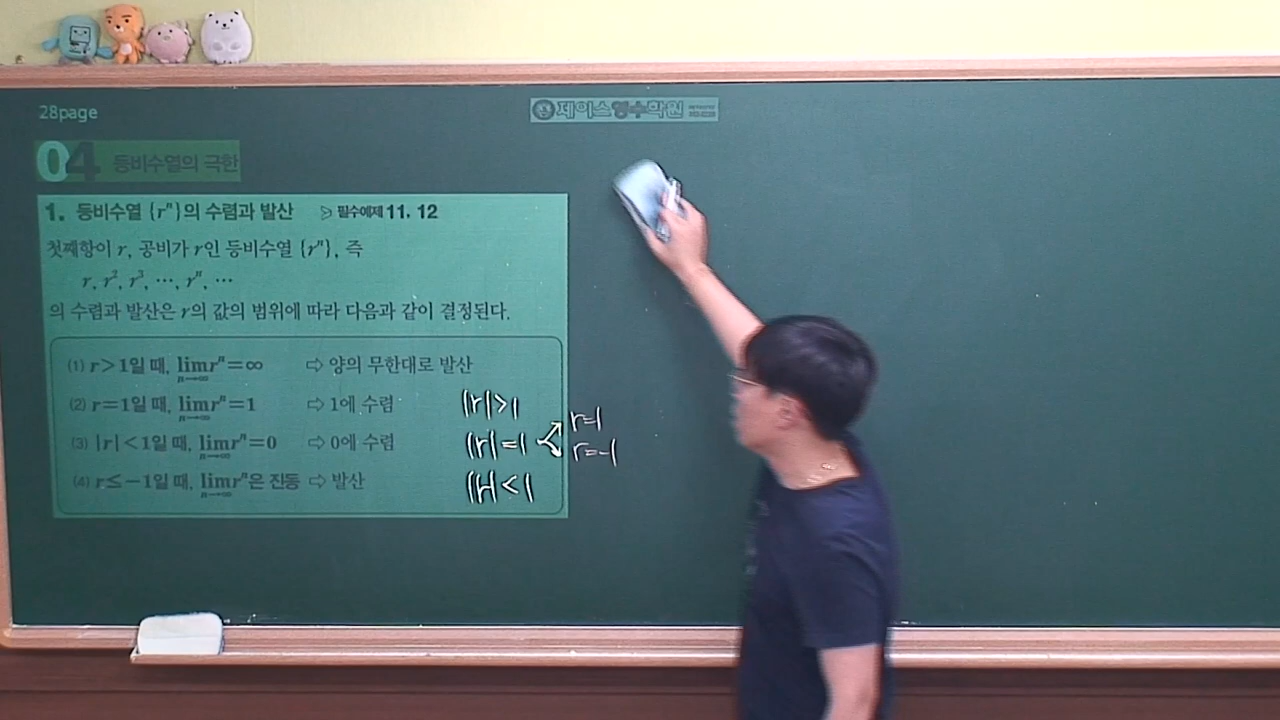 28page
제이스영수학원
04 등비수열의 극한
1. 등비수열 {rⁿ}의 수렴과 발산 ▷ 필수예제 11, 12
첫째항이 r, 공비가 r인 등비수열 {rⁿ}, 즉
r, r², r³, ⋯, rⁿ, ⋯
의 수렴과 발산은 r의 값의 범위에 따라 다음과 같이 결정된다.
(1) r>1일 때, lim n→∞ rⁿ=∞ ⇨ 양의 무한대로 발산
(2) r=1일 때, lim n→∞ rⁿ=1 ⇨ 1에 수렴
(3) |r|<1일 때, lim n→∞ rⁿ=0 ⇨ 0에 수렴
(4) r≤-1일 때, lim n→∞ rⁿ은 진동 ⇨ 발산
|r|>1
|r|=1
r=1
r=-1
|r|<1